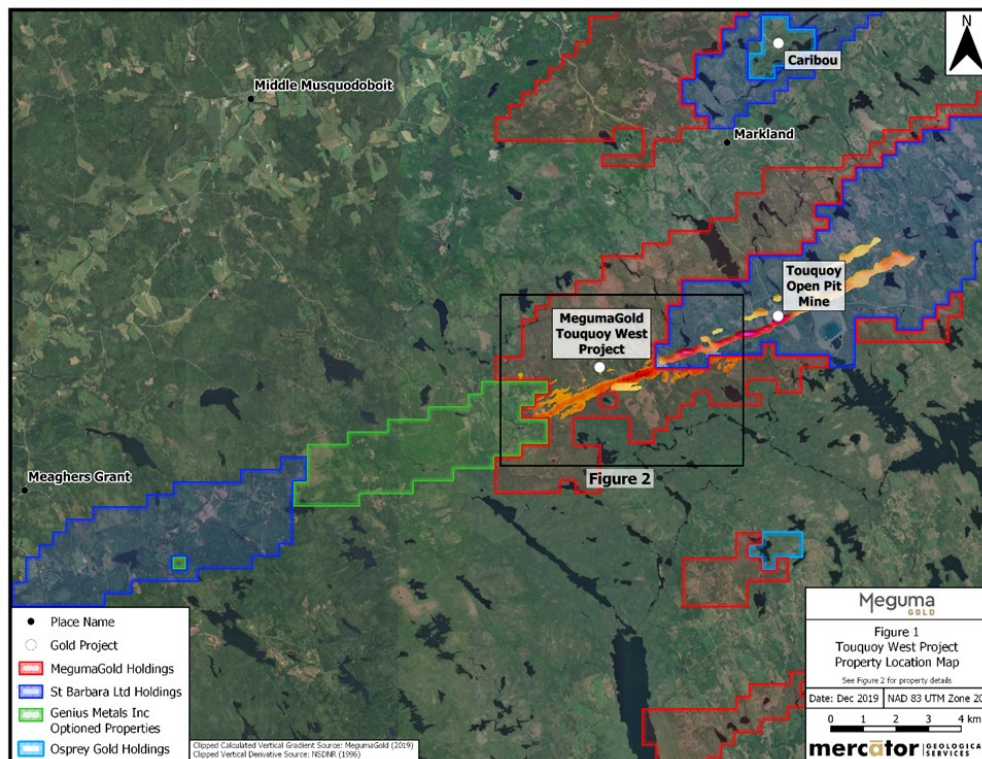 N
Caribou
Middle Musquodoboit
Markland
Touquoy
Open Pit
Mine
MegumaGold
Touquoy West
Project
Meaghers Grant
Figure 2
Place Name
Gold Project
MegumaGold Holdings
St Barbara Ltd Holdings
Genius Metals Inc
Optioned Properties
Osprey Gold Holdings
Clipped Calculated Vertical Gradient Source: MegumaGold (2019)
Clipped Vertical Derivative Source: NSDNR (1996)
Meguma
GOLD
Figure 1
Touquoy West Project
Property Location Map
See Figure 2 for property details
Date: Dec 2019 NAD 83 UTM Zone 20
0 1 2 3 4 km
mercator GEOLOGICAL
SERVICES